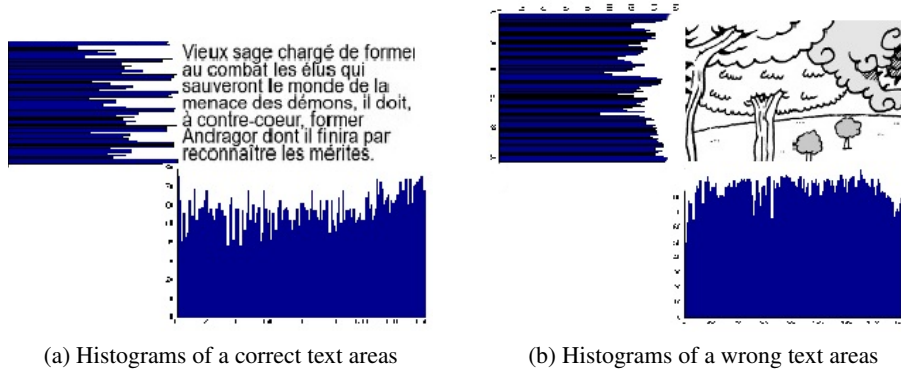 Vieux sage chargé de former
au combat les élus qui
sauveront le monde de la
menace des démons, il doit,
à contre-coeur, former
Andragor dont il finira par
reconnaître les mérites.
(a) Histograms of a correct text areas
(b) Histograms of a wrong text areas